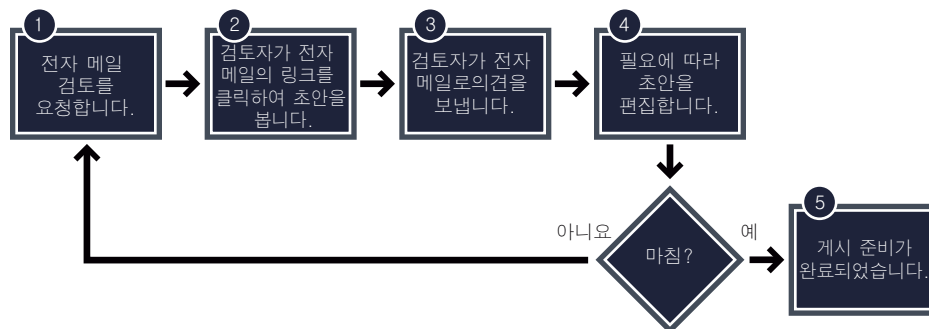 1
전자 메일
검토를
요청합니다.
2
검토자가 전자
메일의 링크를
클릭하여 초안을
봅니다.
3
검토자가 전자
메일로의견을
보냅니다.
4
필요에 따라
초안을
편집합니다.
마침?
아니요
예
5
게시 준비가
완료되었습니다.